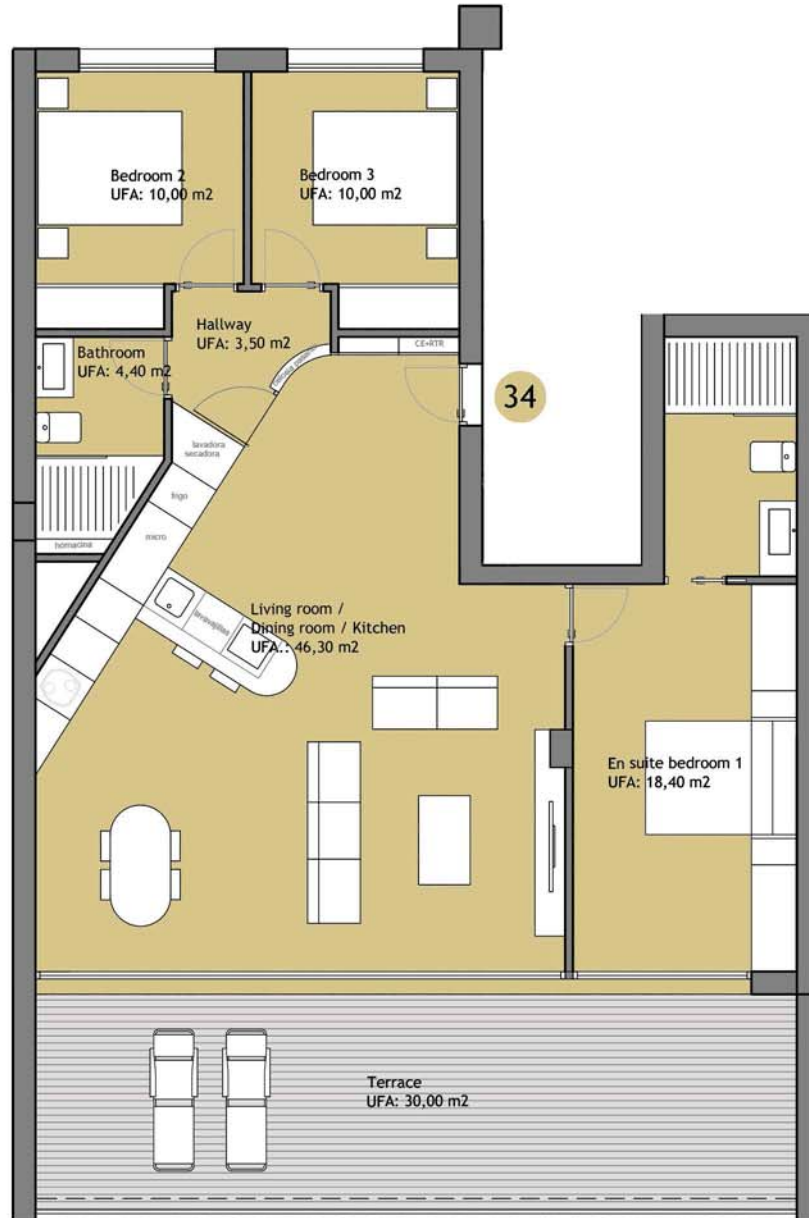 Bedroom 2
UFA: 10,00 m2
Bedroom 3
UFA: 10,00 m2
Hallway
UFA: 3,50 m2
Bathroom
UFA: 4,40 m2
CE+RTR
34
lavadora
secadora
frigo
micro
hornacina
lavavajillas
Living room /
Dining room / Kitchen
UFA.: 46,30 m2
En suite bedroom 1
UFA: 18,40 m2
Terrace
UFA: 30,00 m2